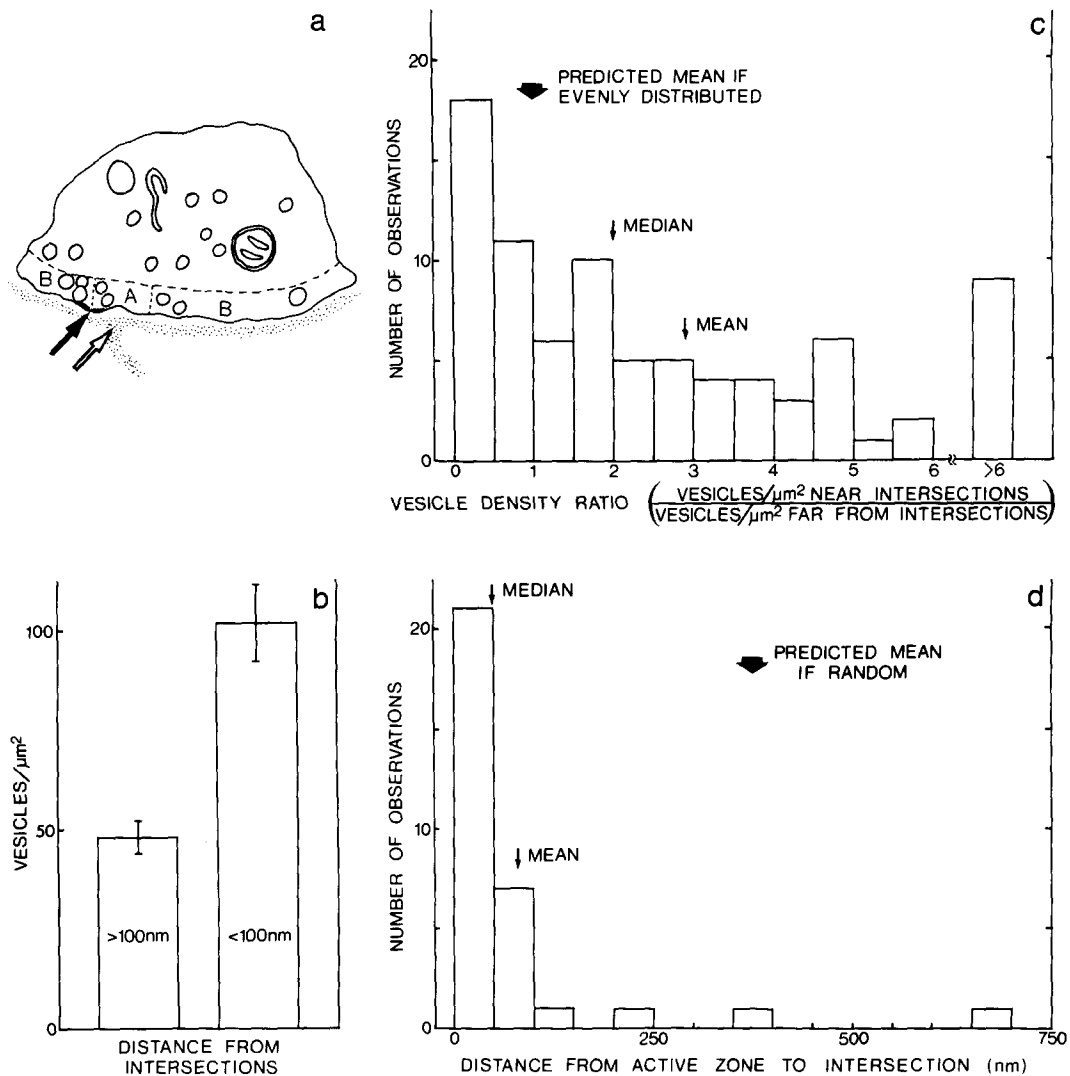 a
B
A
B
c
20
10
0
NUMBER OF OBSERVATIONS
PREDICTED MEAN IF
EVENLY DISTRIBUTED
MEDIAN
MEAN
0 1 2 3 4 5 6 >6
VESICLE DENSITY RATIO (VESICLES/μm² NEAR INTERSECTIONS
VESICLES/μm² FAR FROM INTERSECTIONS)
b
100
50
0
VESICLES/μm²
>100nm
<100nm
DISTANCE FROM
INTERSECTIONS
d
20
10
0
NUMBER OF OBSERVATIONS
MEDIAN
PREDICTED MEAN
IF RANDOM
MEAN
0 250 500 750
DISTANCE FROM ACTIVE ZONE TO INTERSECTION (nm)